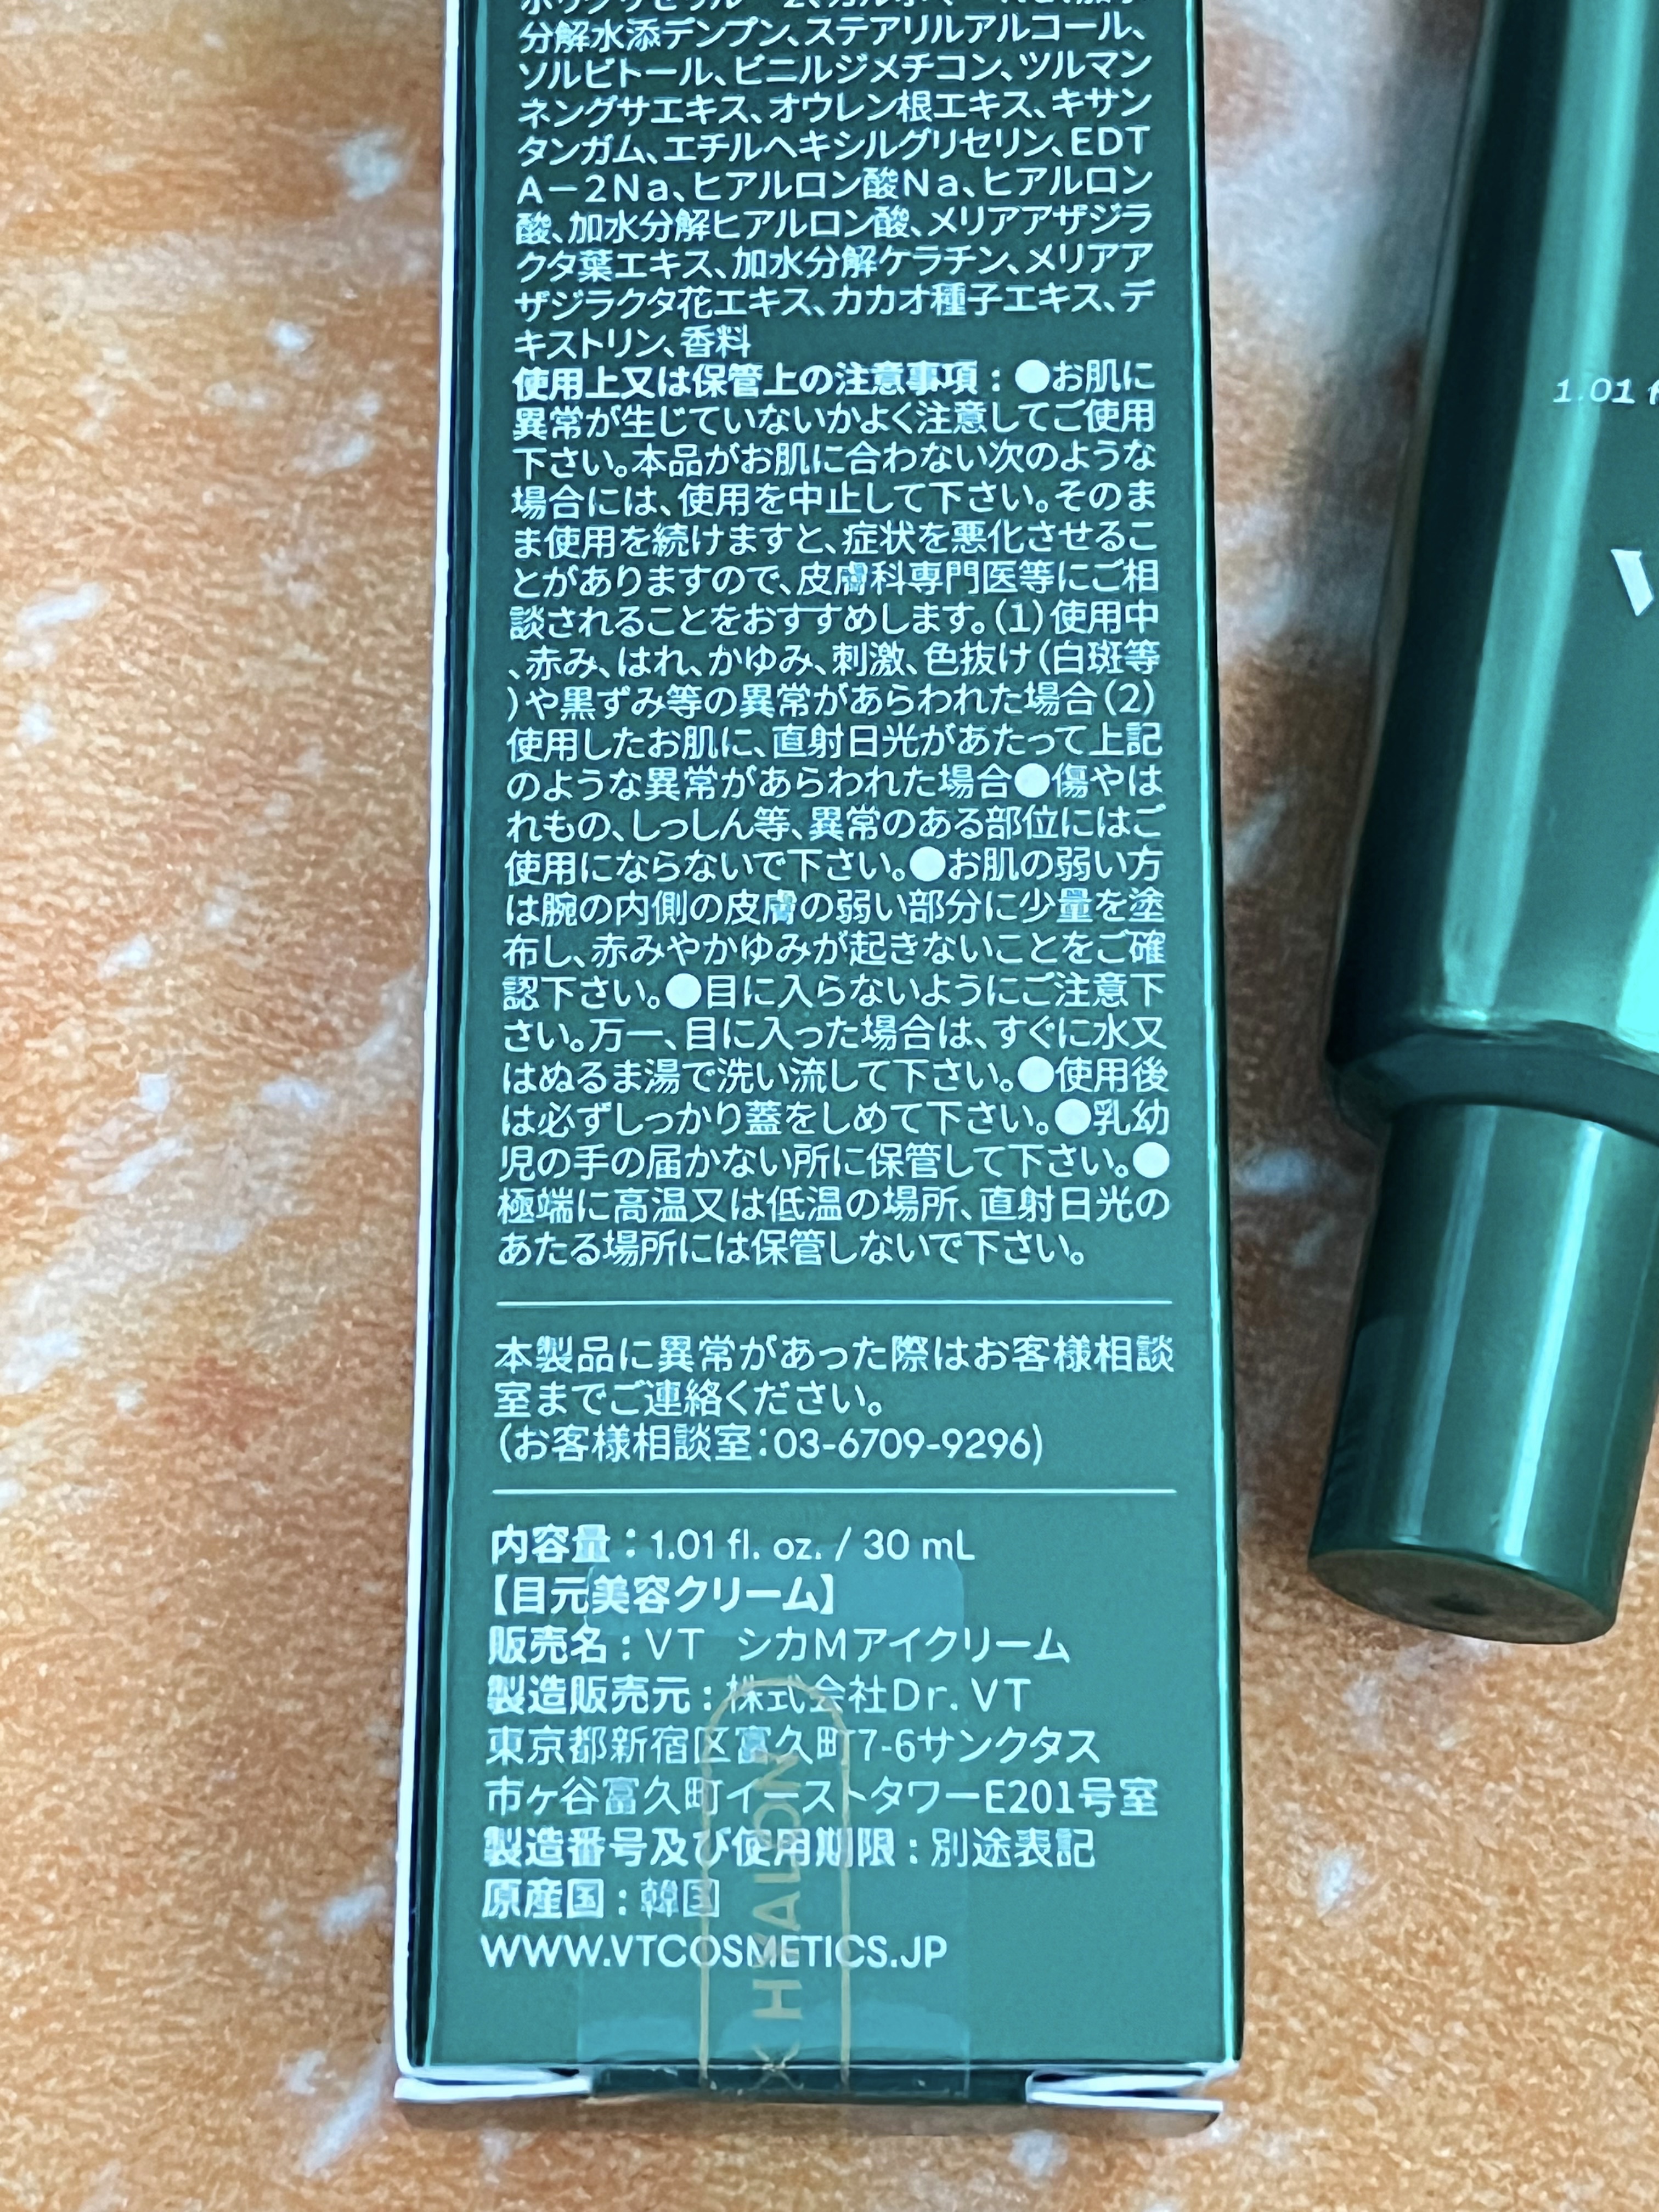 分解水添デンプン、ステアリルアルコール、
ソルビトール、ビニルジメチコン、ツルマン
ネングサエキス、オウレン根エキス、キサン
タンガム、エチルヘキシルグリセリン、EDT
A－2Na、ヒアルロン酸Na、ヒアルロン
酸、加水分解ヒアルロン酸、メリアアザジラ
クタ葉エキス、加水分解ケラチン、メリアア
ザジラクタ花エキス、カカオ種子エキス、デ
キストリン、香料
使用上又は保管上の注意事項：●お肌に
異常が生じていないかよく注意してご使用
下さい。本品がお肌に合わない次のような
場合には、使用を中止して下さい。そのま
ま使用を続けますと、症状を悪化させるこ
とがありますので、皮膚科専門医等にご相
談されることをおすすめします。（1）使用中
、赤み、はれ、かゆみ、刺激、色抜け（白斑等
）や黒ずみ等の異常があらわれた場合（2）
使用したお肌に、直射日光があたって上記
のような異常があらわれた場合●傷やは
れもの、しっしん等、異常のある部位にはご
使用にならないで下さい。●お肌の弱い方
は腕の内側の皮膚の弱い部分に少量を塗
布し、赤みやかゆみが起きないことをご確
認下さい。●目に入らないようにご注意下
さい。万一、目に入った場合は、すぐに水又
はぬるま湯で洗い流して下さい。●使用後
は必ずしっかり蓋をしめて下さい。●乳幼
児の手の届かない所に保管して下さい。●
極端に高温又は低温の場所、直射日光の
あたる場所には保管しないで下さい。
本製品に異常があった際はお客様相談
室までご連絡ください。
(お客様相談室：03-6709-9296)
内容量：1.01 fl. oz. / 30 mL
【目元美容クリーム】
販売名：VT　シカMアイクリーム
製造販売元：株式会社Dr. VT
東京都新宿区富久町7-6サンクタス
市ヶ谷富久町イーストタワーE201号室
製造番号及び使用期限：別途表記
原産国：韓国
WWW.VTCOSMETICS.JP
HALDN
1.01